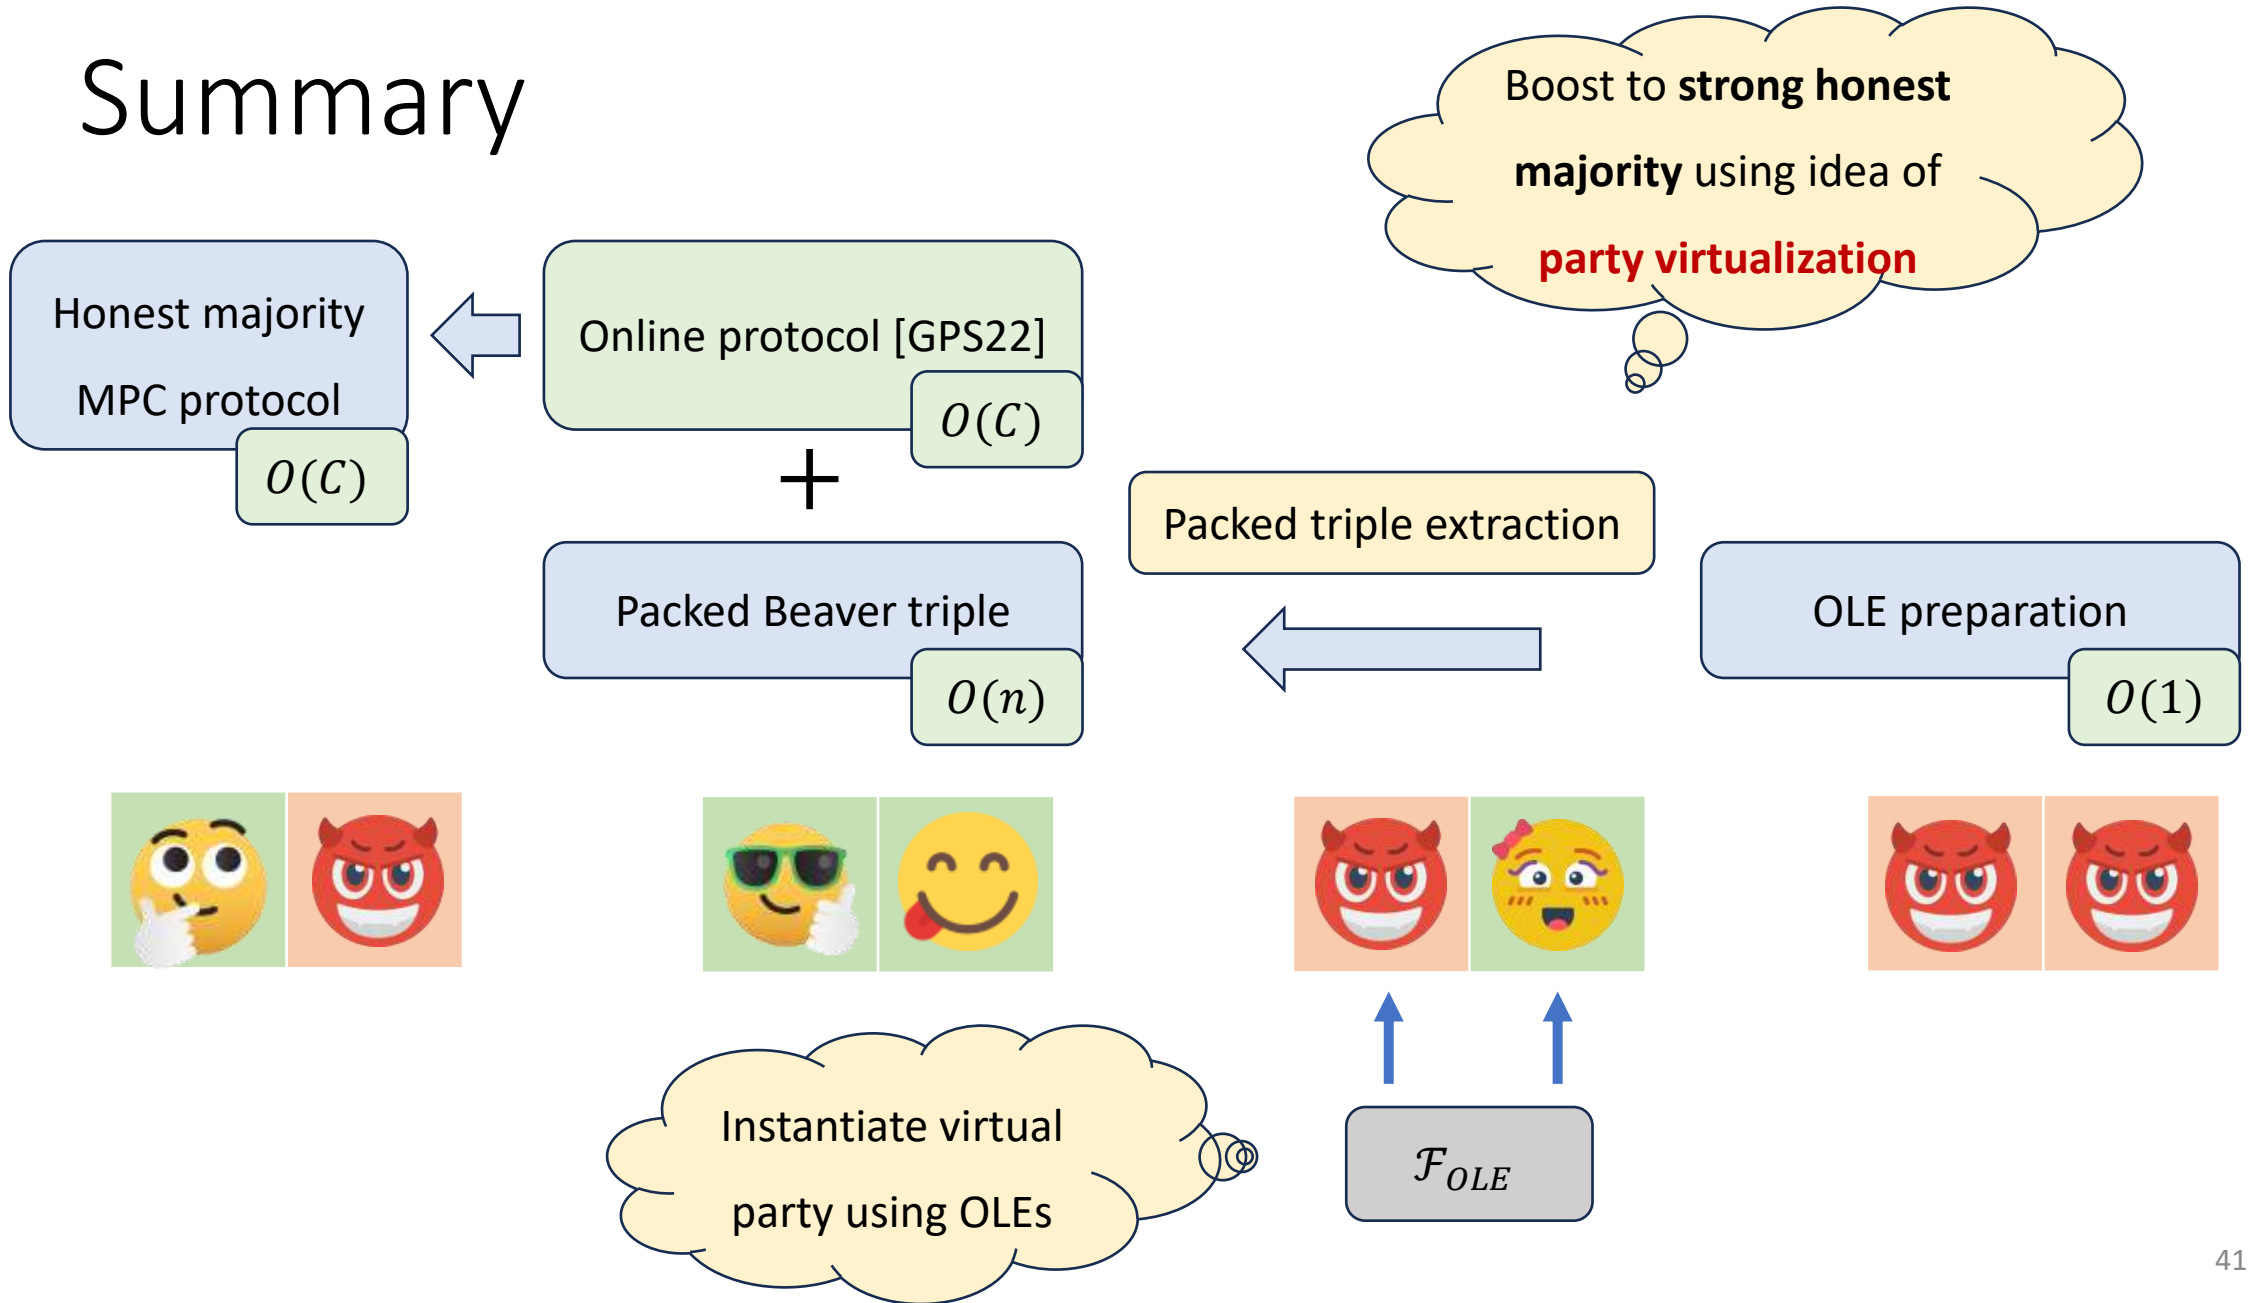 Summary
Boost to strong honest
majority using idea of
party virtualization
Honest majority
MPC protocol
O(C)
Online protocol [GPS22]
O(C)
+
Packed triple extraction
Packed Beaver triple
O(n)
OLE preparation
O(1)
Instantiate virtual
party using OLEs
ℱ_OLE
41